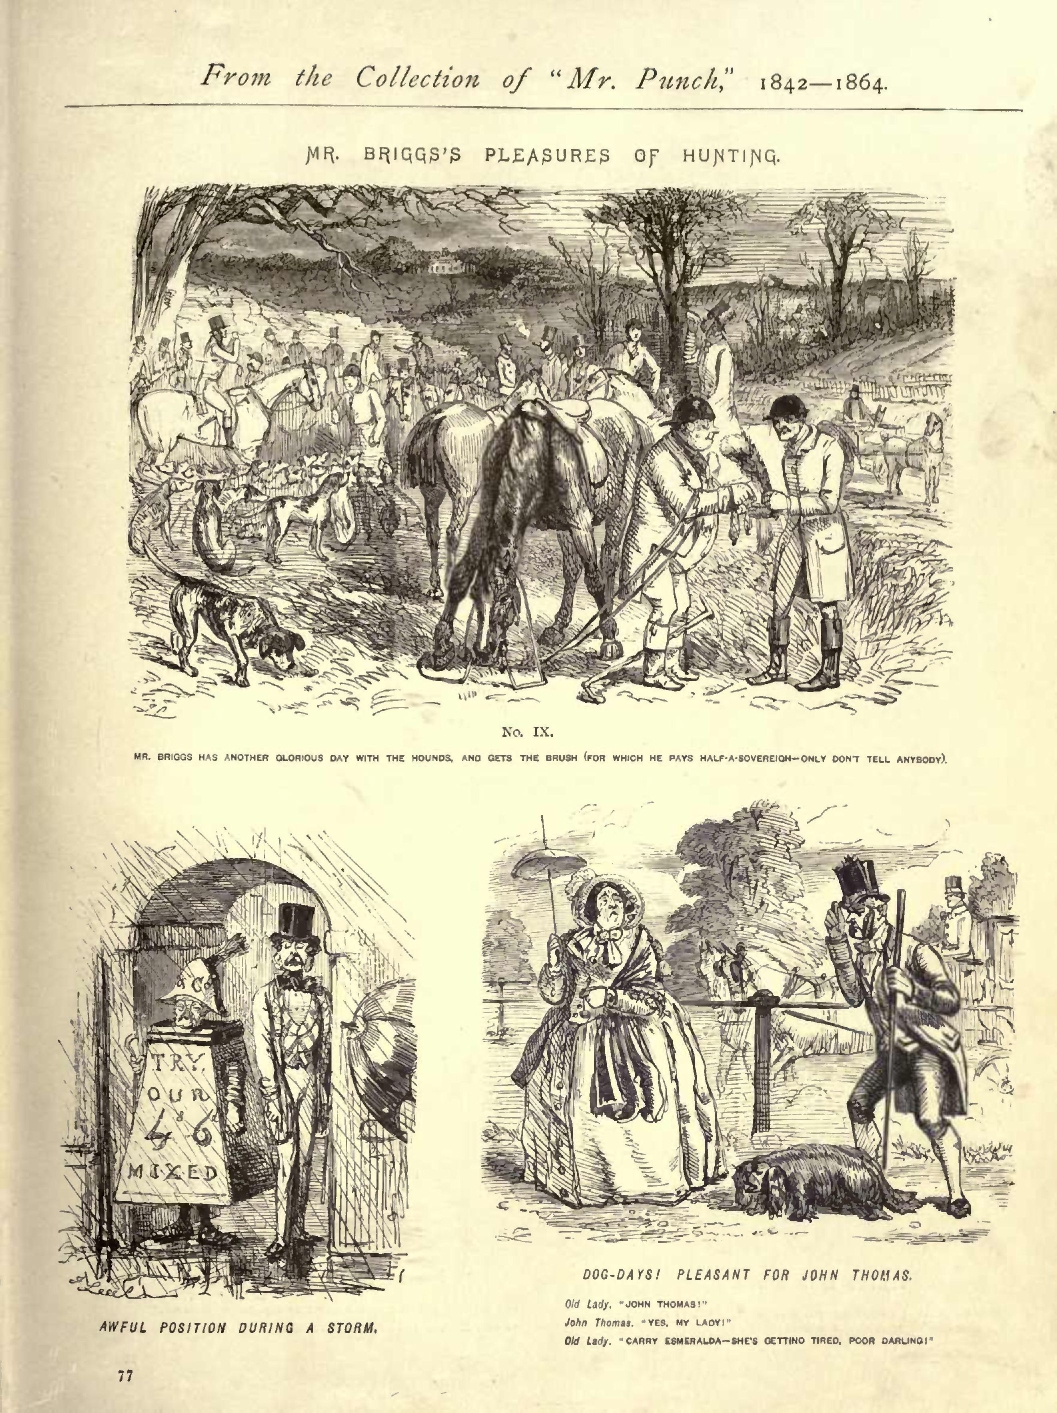 From the Collection of "Mr. Punch," 1842—1864.
MR. BRIGGS'S PLEASURES OF HUNTING.
No. IX.
MR. BRIGGS HAS ANOTHER GLORIOUS DAY WITH THE HOUNDS, AND GETS THE BRUSH (FOR WHICH HE PAYS HALF-A-SOVEREIGN—ONLY DON'T TELL ANYBODY).
TRY
OUR
4/6
MIXED
J Leech
AWFUL POSITION DURING A STORM.
DOG-DAYS! PLEASANT FOR JOHN THOMAS.
Old Lady. "JOHN THOMAS!"
John Thomas. "YES, MY LADY!"
Old Lady. "CARRY ESMERALDA—SHE'S GETTING TIRED, POOR DARLING!"
77